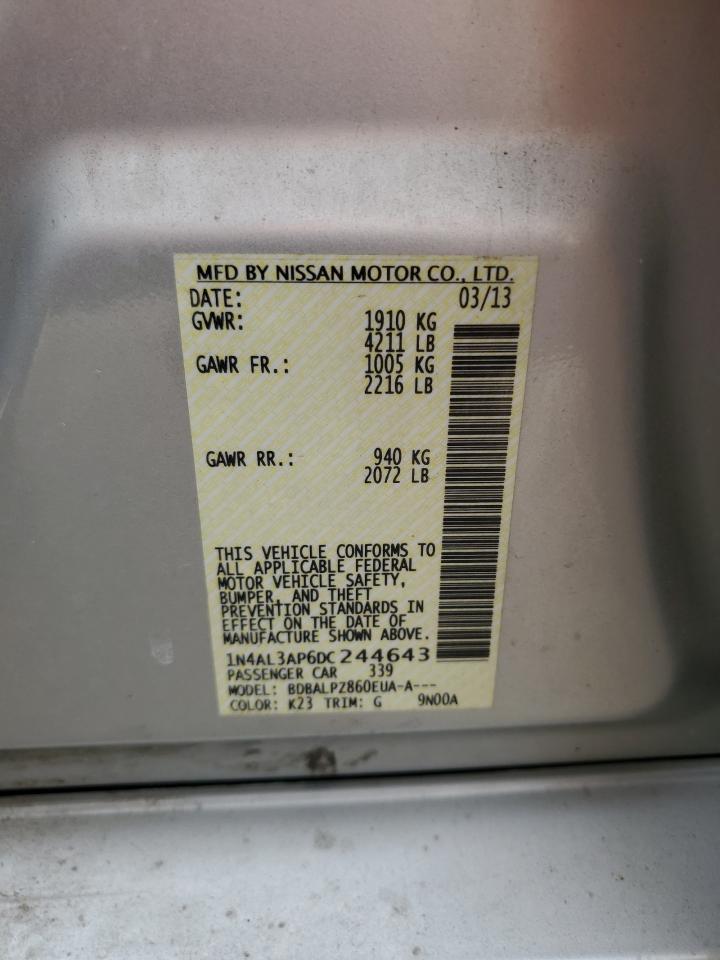 MFD BY NISSAN MOTOR CO., LTD.
DATE: 03/13
GVWR: 1910 KG
4211 LB
GAWR FR.: 1005 KG
2216 LB
GAWR RR.: 940 KG
2072 LB
THIS VEHICLE CONFORMS TO
ALL APPLICABLE FEDERAL
MOTOR VEHICLE SAFETY,
BUMPER, AND THEFT
PREVENTION STANDARDS IN
EFFECT ON THE DATE OF
MANUFACTURE SHOWN ABOVE.
1N4AL3AP6DC244643
PASSENGER CAR 339
MODEL: BDBALPZ860EUA-A---
COLOR: K23 TRIM: G 9N00A